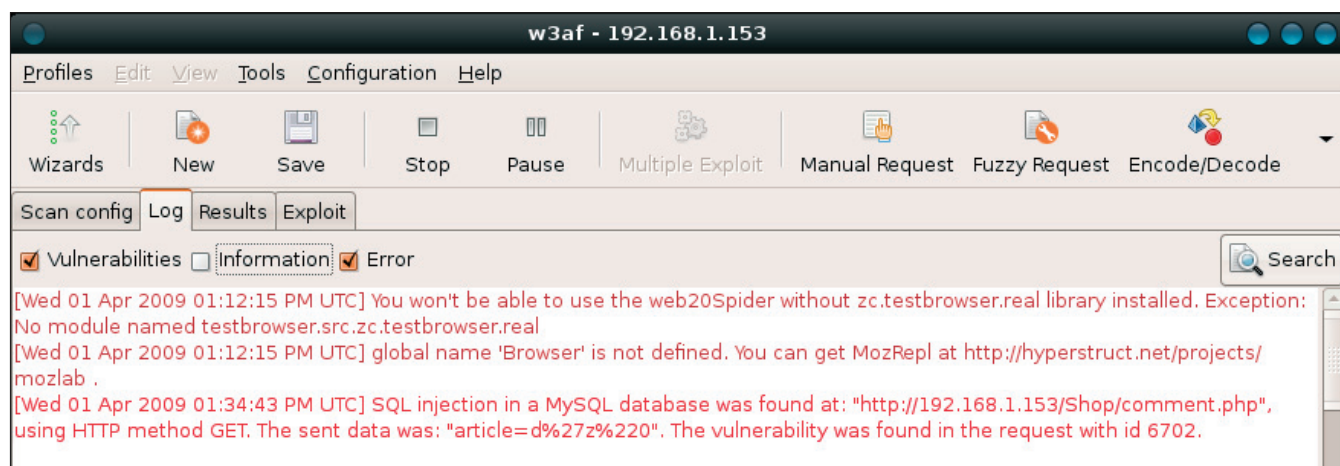 w3af - 192.168.1.153
Profiles Edit View Tools Configuration Help
Wizards New Save Stop Pause Multiple Exploit Manual Request Fuzzy Request Encode/Decode
Scan config Log Results Exploit
Vulnerabilities Information Error Search
[Wed 01 Apr 2009 01:12:15 PM UTC] You won't be able to use the web20Spider without zc.testbrowser.real library installed. Exception:
No module named testbrowser.src.zc.testbrowser.real
[Wed 01 Apr 2009 01:12:15 PM UTC] global name 'Browser' is not defined. You can get MozRepl at http://hyperstruct.net/projects/
mozlab .
[Wed 01 Apr 2009 01:34:43 PM UTC] SQL injection in a MySQL database was found at: "http://192.168.1.153/Shop/comment.php",
using HTTP method GET. The sent data was: "article=d%27z%220". The vulnerability was found in the request with id 6702.